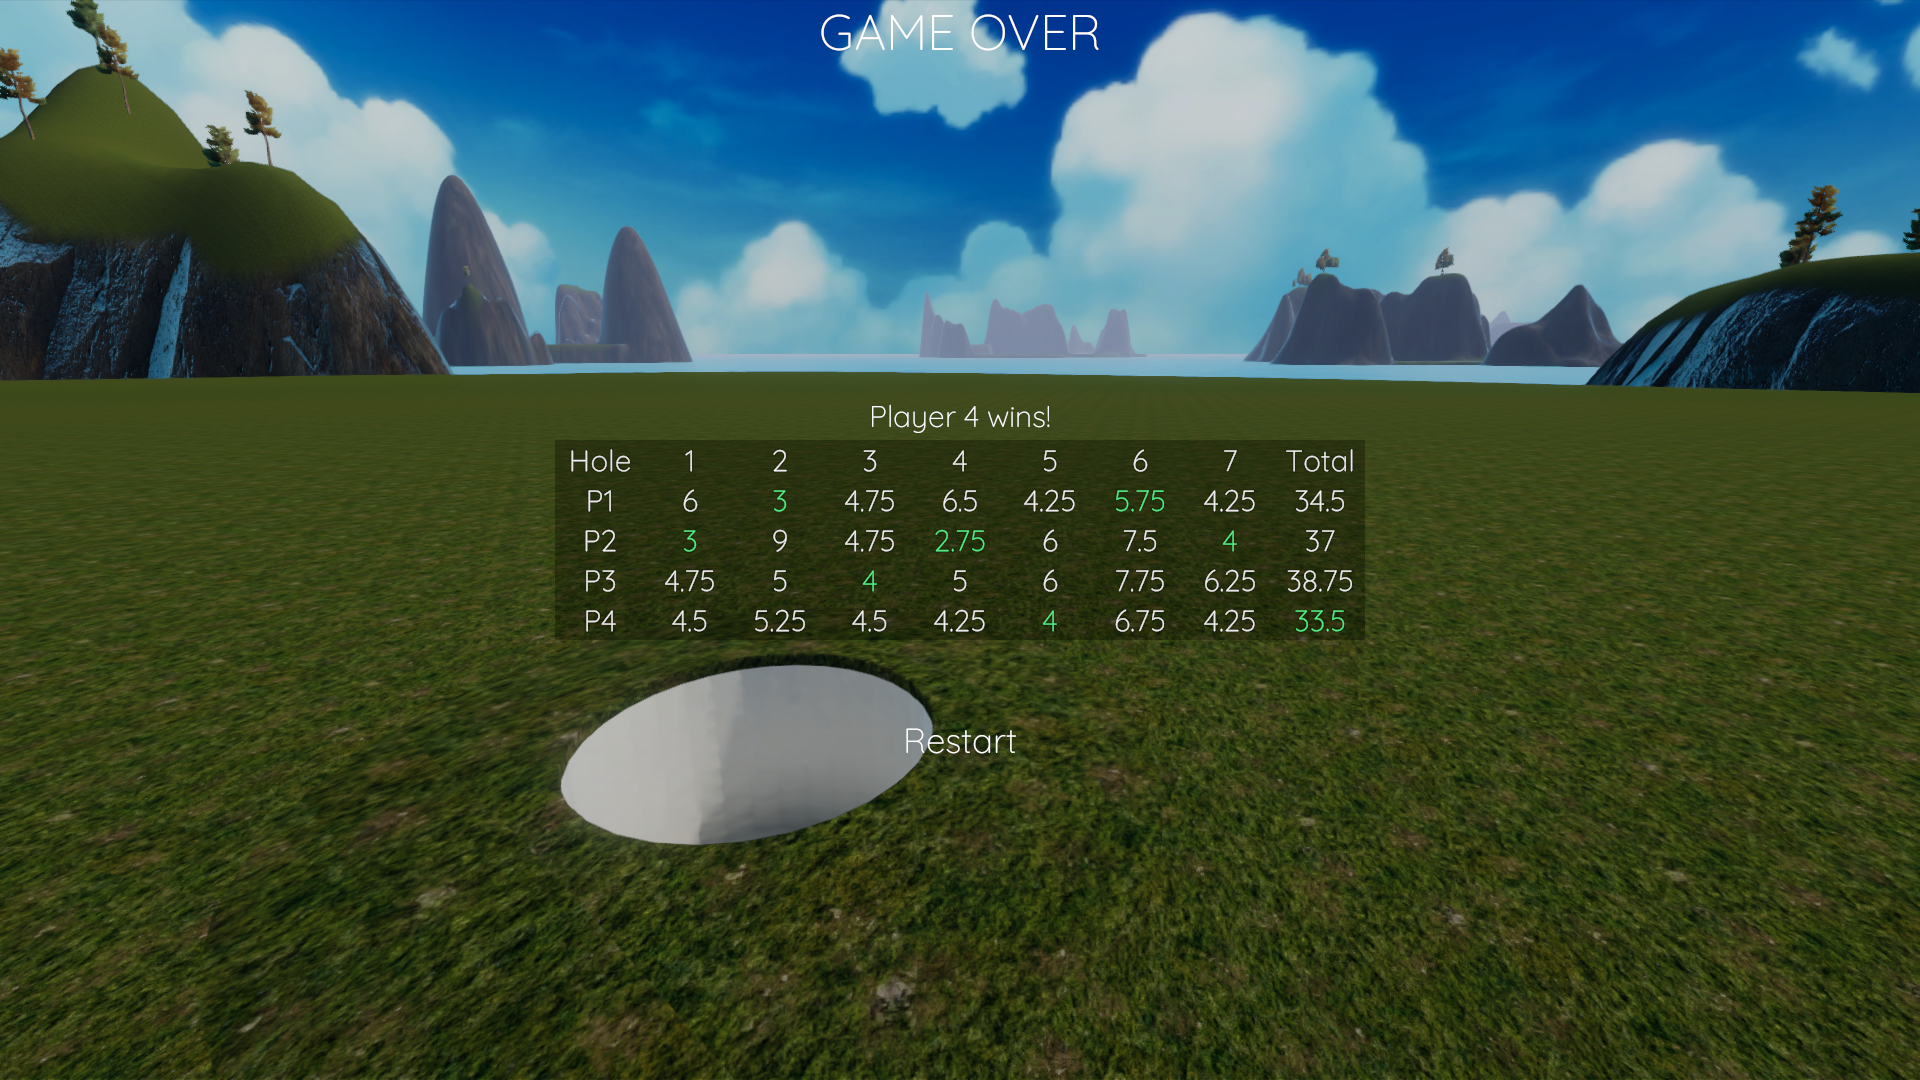 GAME OVER
Player 4 wins!
Hole 1 2 3 4 5 6 7 Total
P1 6 3 4.75 6.5 4.25 5.75 4.25 34.5
P2 3 9 4.75 2.75 6 7.5 4 37
P3 4.75 5 4 5 6 7.75 6.25 38.75
P4 4.5 5.25 4.5 4.25 4 6.75 4.25 33.5
Restart